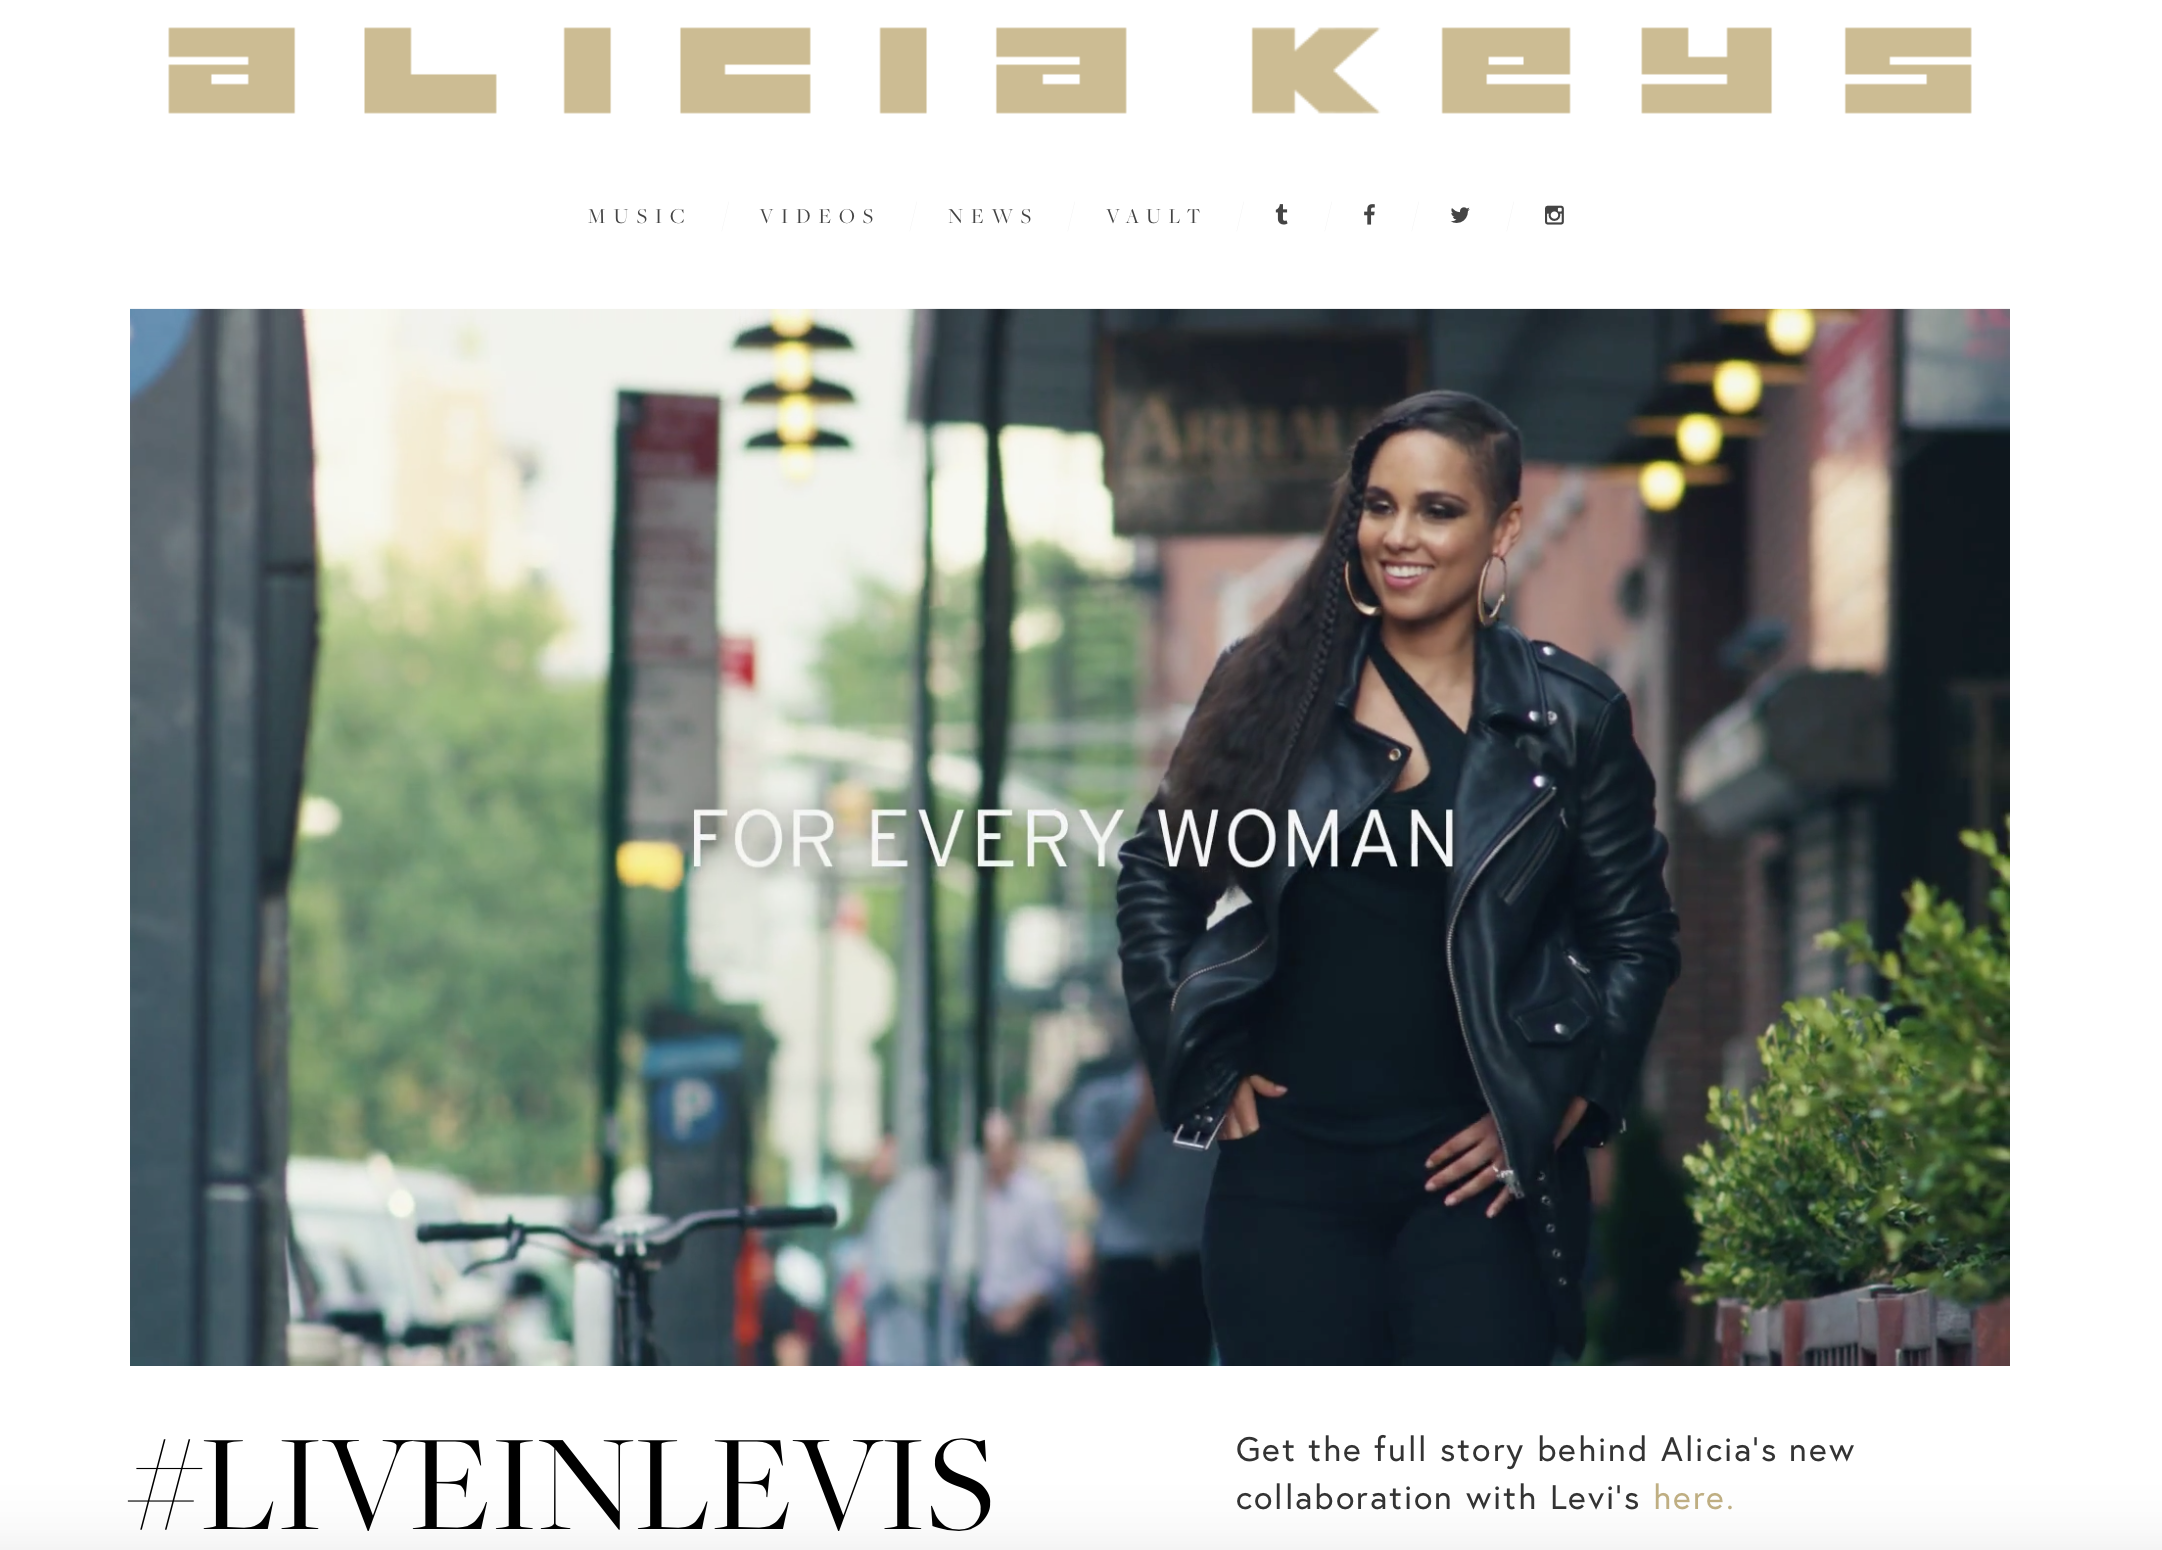 aLICIa Keys
MUSIC VIDEOS NEWS VAULT
FOR EVERY WOMAN
P
#LIVEINLEVIS
Get the full story behind Alicia's new
collaboration with Levi's here.